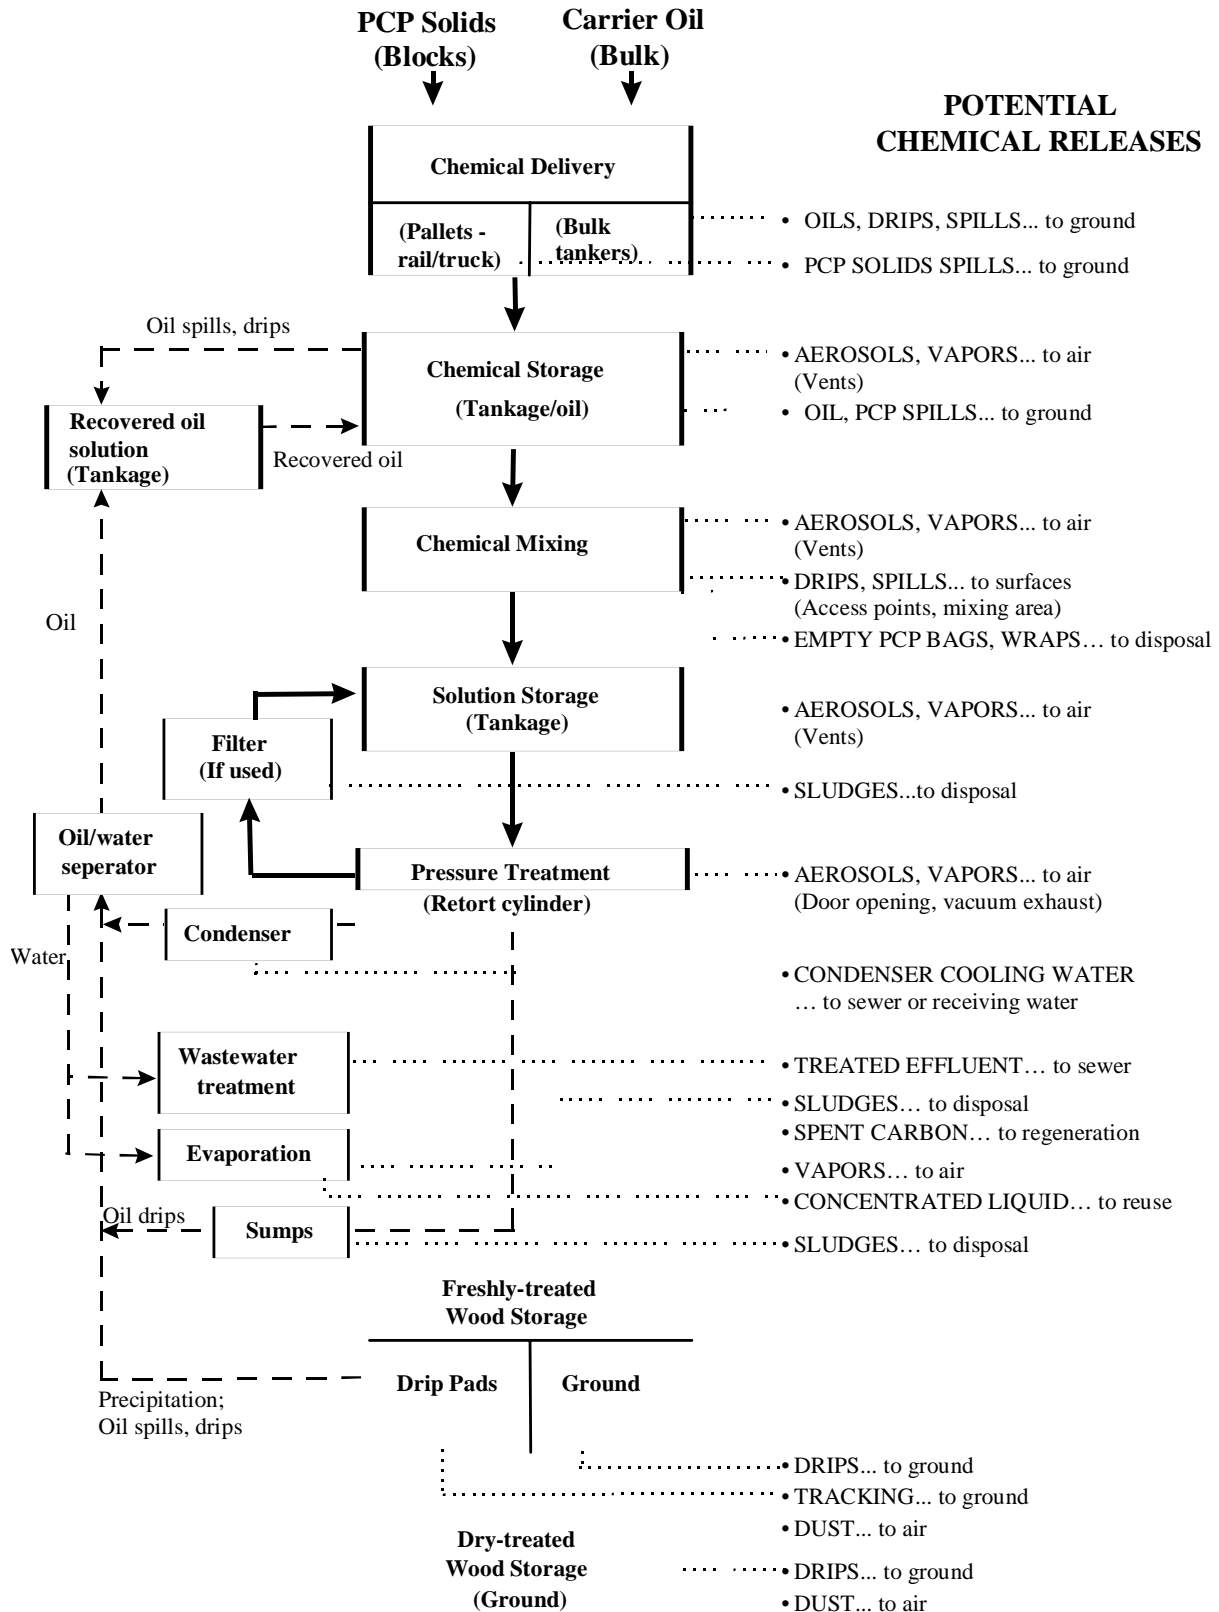 PCP Solids
(Blocks)
Carrier Oil
(Bulk)
POTENTIAL
CHEMICAL RELEASES
Chemical Delivery
(Pallets -
rail/truck)
(Bulk
tankers)
• OILS, DRIPS, SPILLS... to ground
• PCP SOLIDS SPILLS... to ground
Oil spills, drips
Chemical Storage
(Tankage/oil)
• AEROSOLS, VAPORS... to air
(Vents)
• OIL, PCP SPILLS... to ground
Recovered oil
solution
(Tankage)
Recovered oil
Chemical Mixing
• AEROSOLS, VAPORS... to air
(Vents)
• DRIPS, SPILLS... to surfaces
(Access points, mixing area)
• EMPTY PCP BAGS, WRAPS… to disposal
Oil
Solution Storage
(Tankage)
• AEROSOLS, VAPORS... to air
(Vents)
Filter
(If used)
• SLUDGES...to disposal
Oil/water
seperator
Pressure Treatment
(Retort cylinder)
• AEROSOLS, VAPORS... to air
(Door opening, vacuum exhaust)
Condenser
Water
• CONDENSER COOLING WATER
… to sewer or receiving water
Wastewater
treatment
• TREATED EFFLUENT… to sewer
• SLUDGES… to disposal
• SPENT CARBON… to regeneration
Evaporation
• VAPORS… to air
• CONCENTRATED LIQUID… to reuse
Oil drips
Sumps
• SLUDGES… to disposal
Freshly-treated
Wood Storage
Drip Pads
Ground
Precipitation;
Oil spills, drips
• DRIPS... to ground
• TRACKING... to ground
• DUST... to air
Dry-treated
Wood Storage
(Ground)
• DRIPS... to ground
• DUST... to air